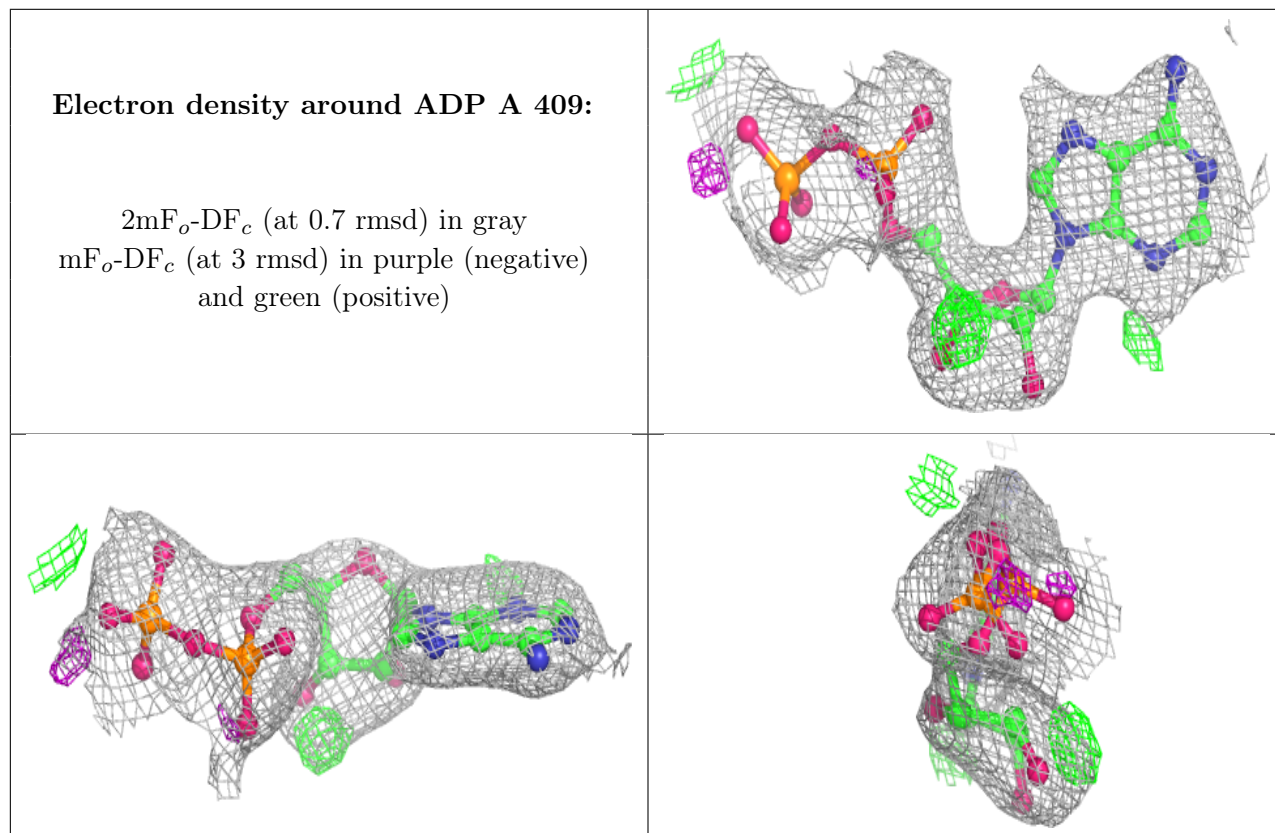 Electron density around ADP A 409:
2mFo-DFc (at 0.7 rmsd) in gray
mFo-DFc (at 3 rmsd) in purple (negative)
and green (positive)